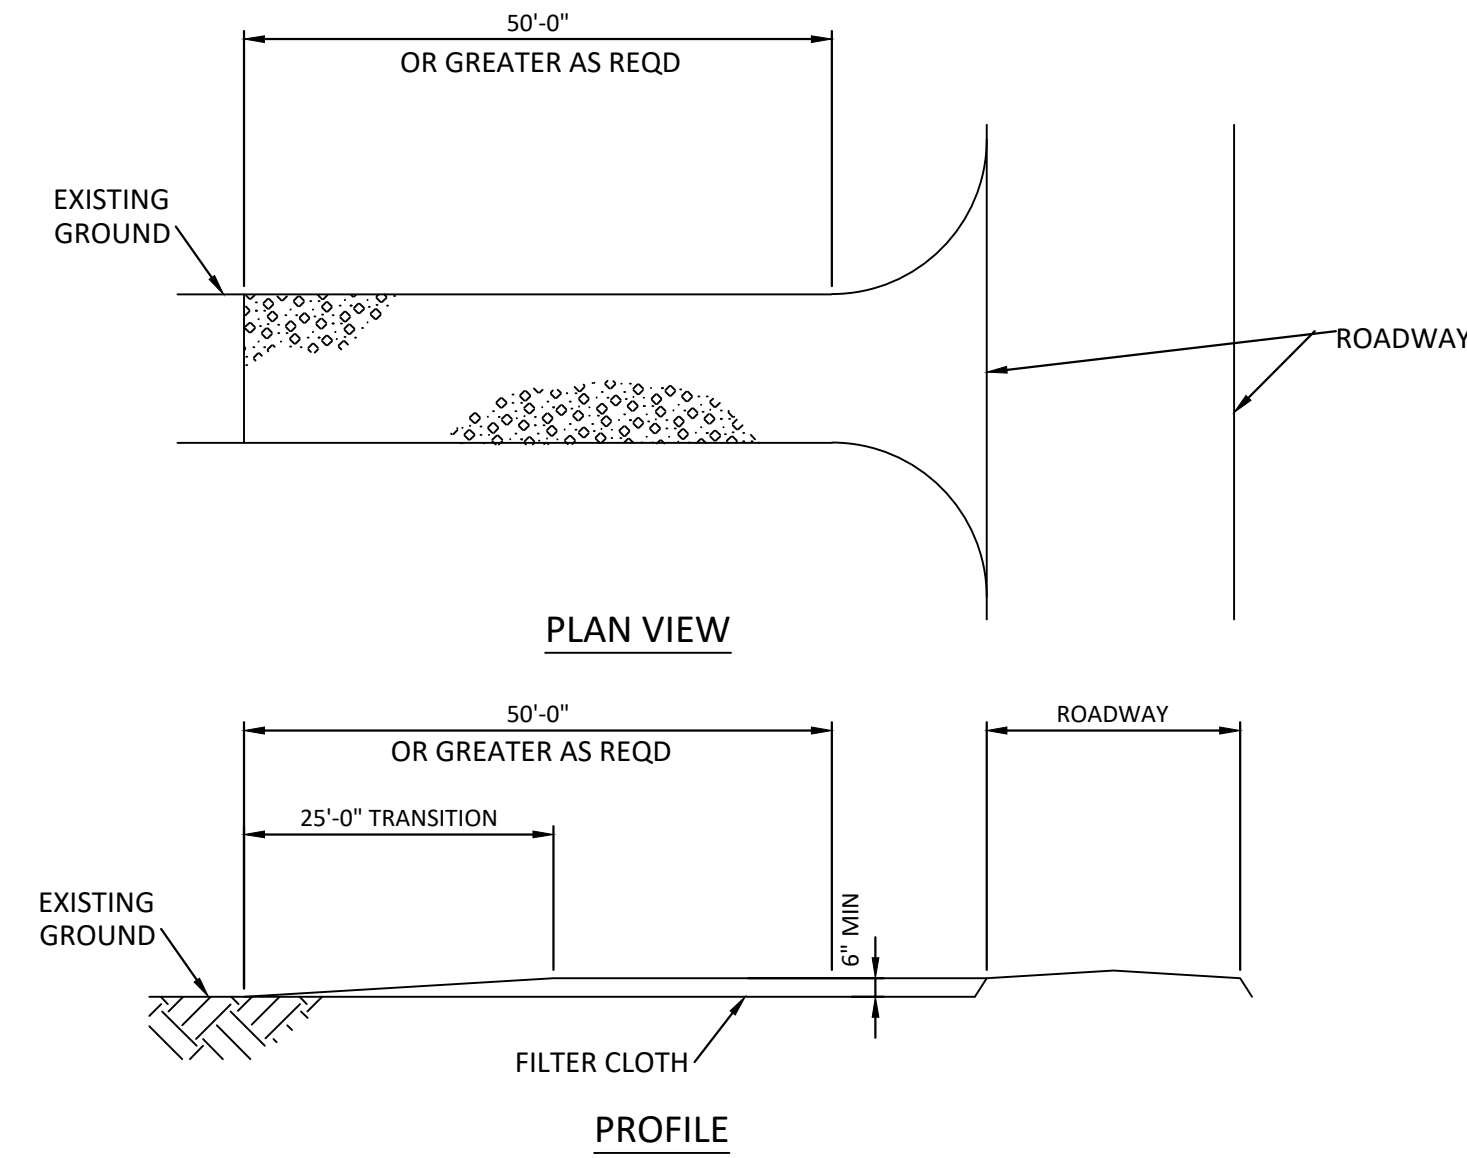 50'-0"
OR GREATER AS REQD
EXISTING
GROUND
ROADWAY
PLAN VIEW
50'-0"
OR GREATER AS REQD
ROADWAY
25'-0" TRANSITION
EXISTING
GROUND
6" MIN
FILTER CLOTH
PROFILE